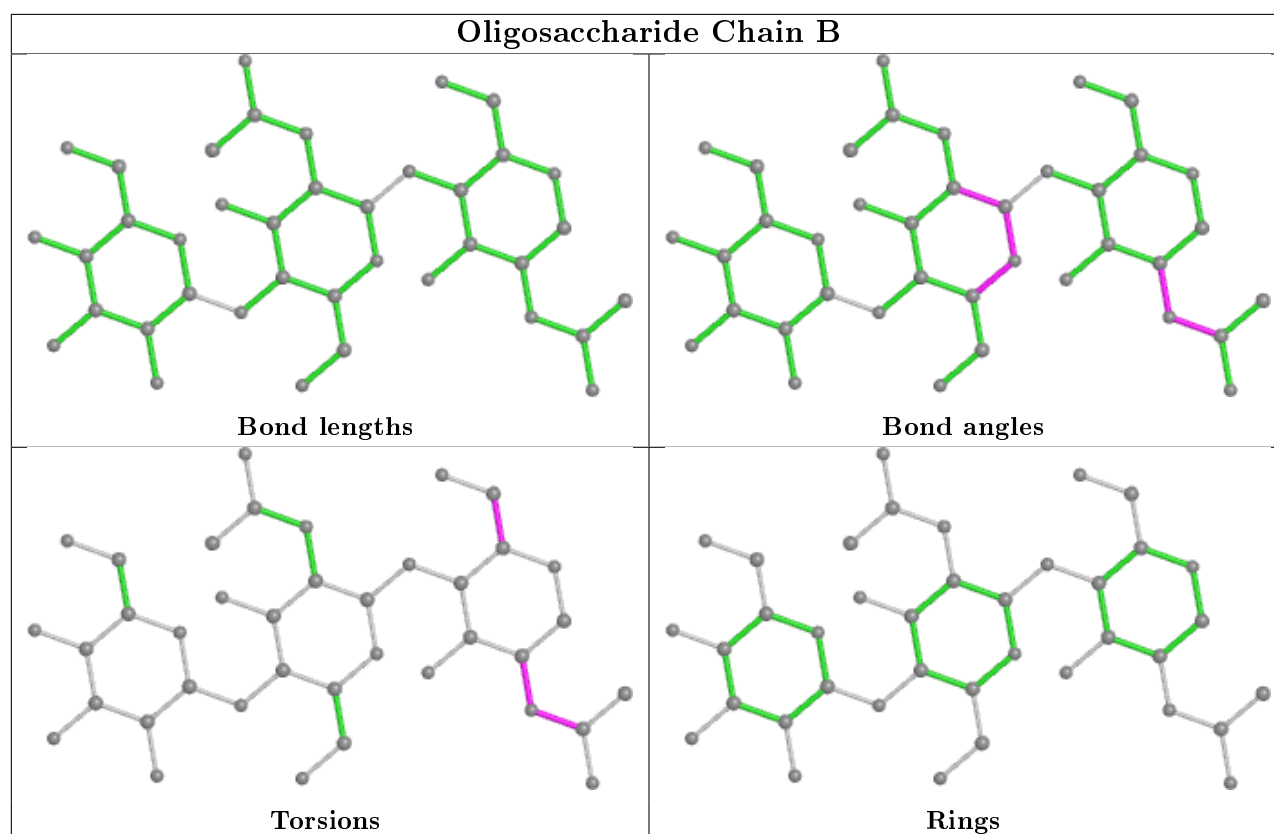 Oligosaccharide Chain B
Bond lengths
Bond angles
Torsions
Rings